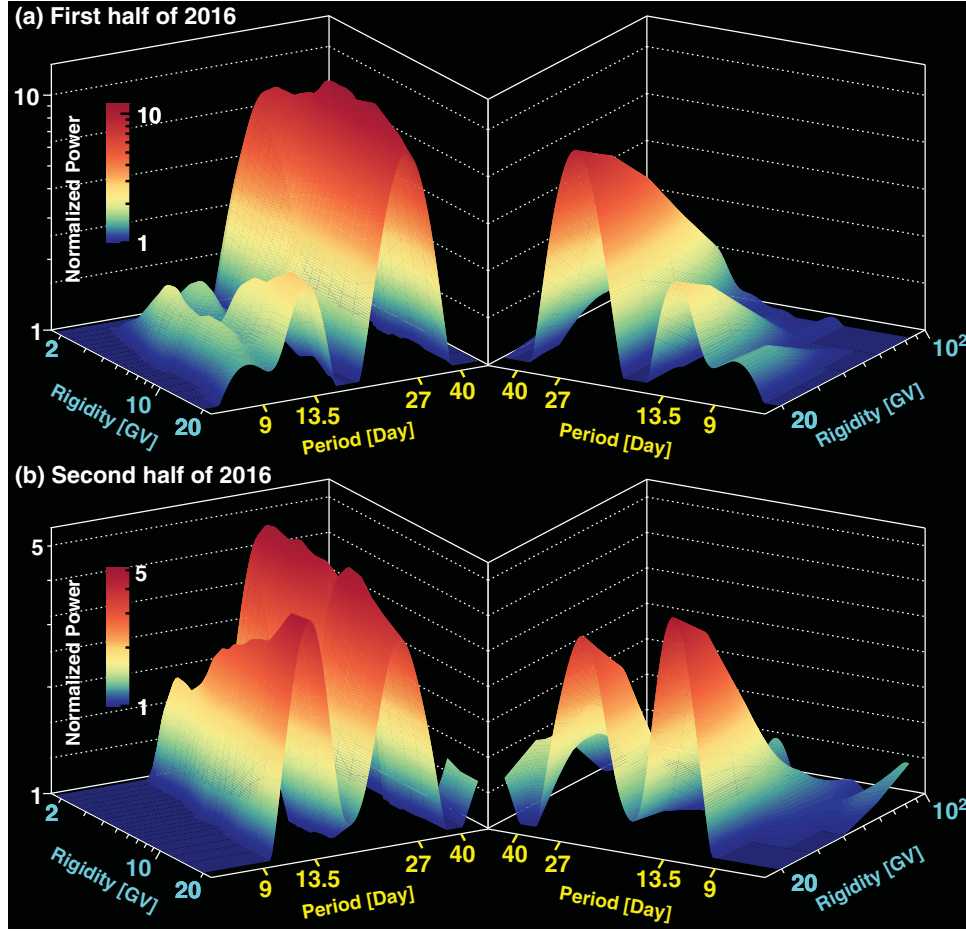 (a) First half of 2016
10
Normalized Power
10
1
1
2
10
20
Rigidity [GV]
9
13.5
27
40
Period [Day]
40
27
13.5
9
Period [Day]
20
10²
Rigidity [GV]
(b) Second half of 2016
5
Normalized Power
5
1
1
2
10
20
Rigidity [GV]
9
13.5
27
40
Period [Day]
40
27
13.5
9
Period [Day]
20
10²
Rigidity [GV]